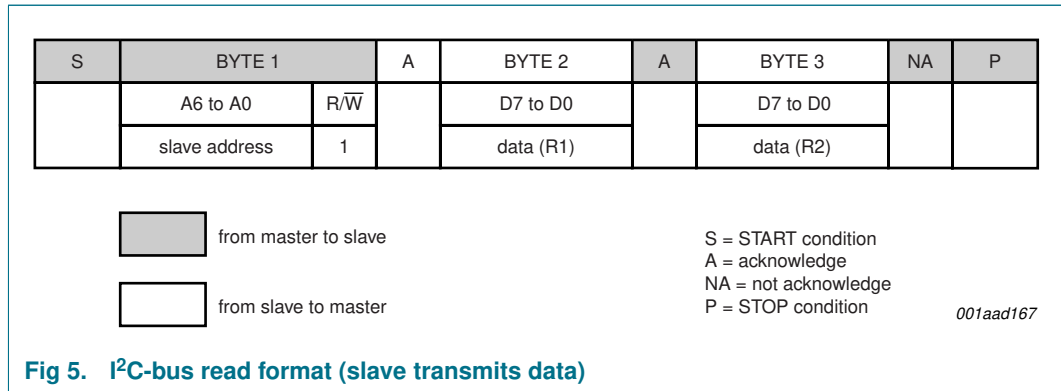 S BYTE 1 A BYTE 2 A BYTE 3 NA P
A6 to A0 R/W̅ D7 to D0 D7 to D0
slave address 1 data (R1) data (R2)
from master to slave
from slave to master
S = START condition
A = acknowledge
NA = not acknowledge
P = STOP condition
001aad167
Fig 5. I²C-bus read format (slave transmits data)